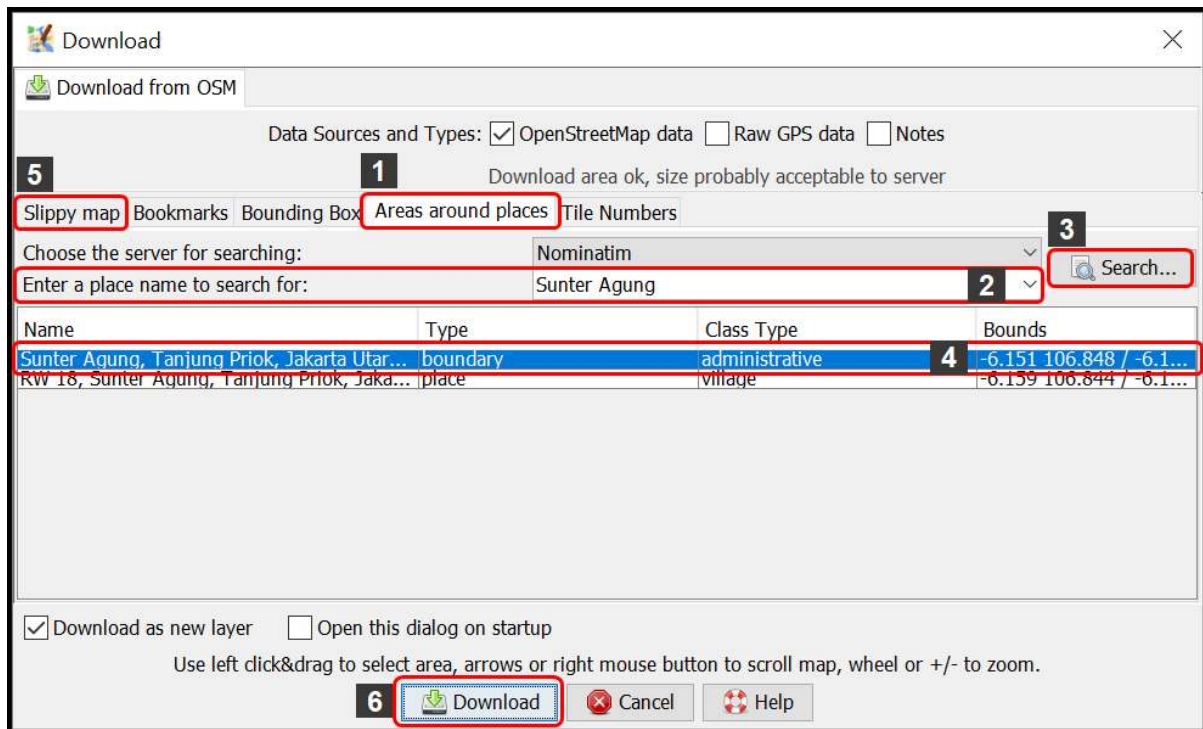 Download
Download from OSM
Data Sources and Types: OpenStreetMap data Raw GPS data Notes
5 1 Download area ok, size probably acceptable to server
Slippy map Bookmarks Bounding Box Areas around places Tile Numbers
3
Choose the server for searching: Nominatim
Search...
Enter a place name to search for: Sunter Agung 2
Name Type Class Type Bounds
Sunter Agung, Tanjung Priok, Jakarta Utar... boundary administrative 4 -6.151 106.848 / -6.1...
RW 18, Sunter Agung, Tanjung Priok, Jaka... place village -6.159 106.844 / -6.1...
Download as new layer Open this dialog on startup
Use left click&drag to select area, arrows or right mouse button to scroll map, wheel or +/- to zoom.
6 Download Cancel Help